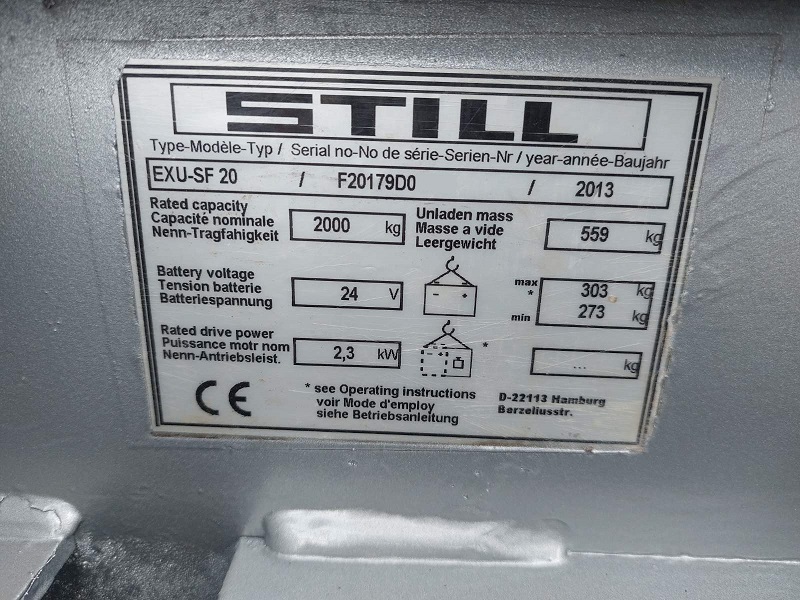 STILL
Type-Modèle-Typ / Serial no-No de série-Serien-Nr / year-année-Baujahr
EXU-SF 20 / F20179D0 / 2013
Rated capacity
Capacité nominale
Nenn-Tragfahigkeit
2000 kg
Unladen mass
Masse a vide
Leergewicht
559 kg
Battery voltage
Tension batterie
Batteriespannung
24 V
- +
max
*
min
303 kg
273 kg
Rated drive power
Puissance motr nom
Nenn-Antriebsleist.
2,3 kW
- +
*
... kg
CE
* see Operating instructions
voir Mode d'employ
siehe Betriebsanleitung
D-22113 Hamburg
Berzeliusstr.